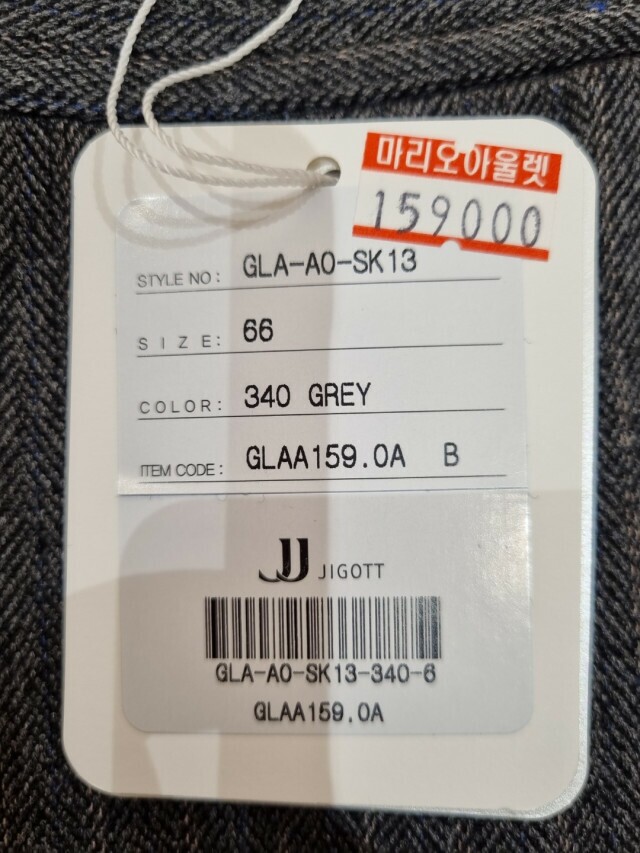 마리오아울렛
159000
STYLE NO: GLA-AO-SK13
SIZE: 66
COLOR: 340 GREY
ITEM CODE: GLAA159.0A B
JJ JIGOTT
GLA-AO-SK13-340-6
GLAA159.0A